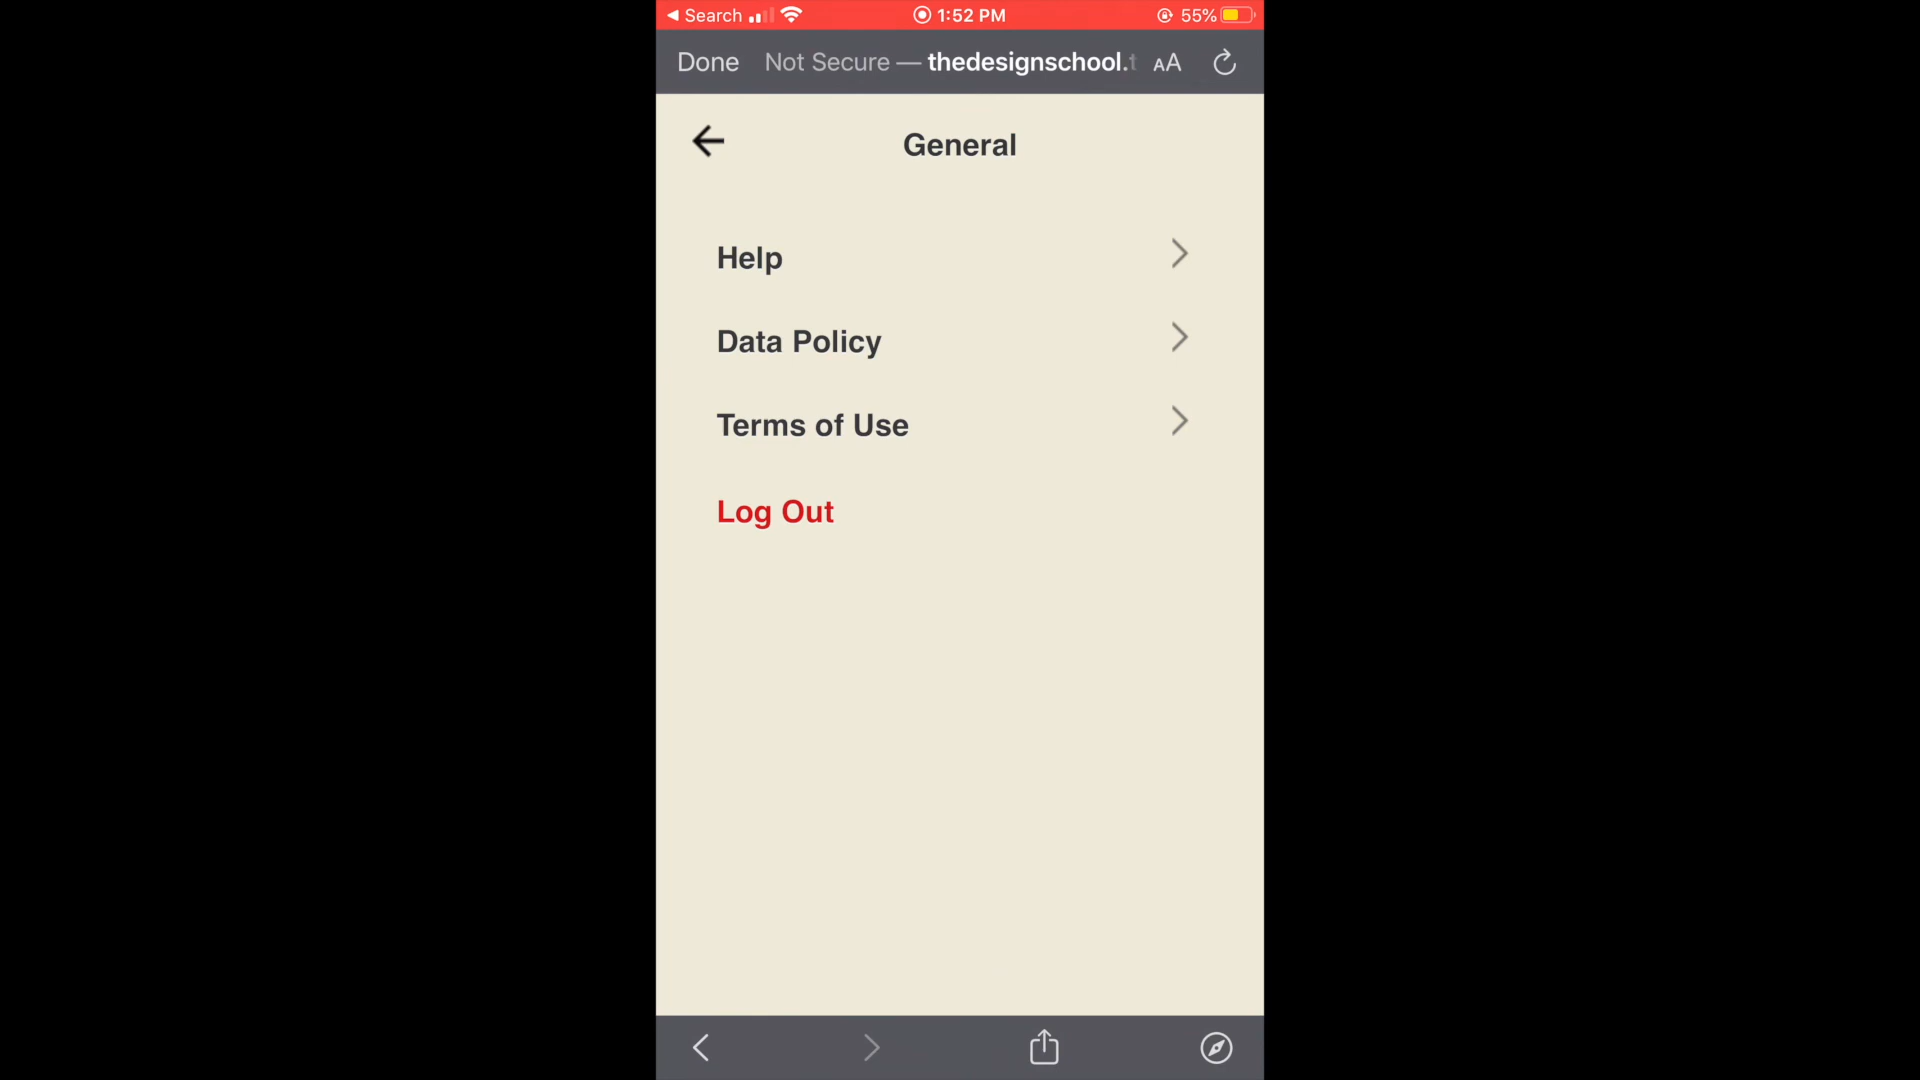 Search 1:52 PM 55%
Done Not Secure — thedesignschool. AA
General
Help
Data Policy
Terms of Use
Log Out